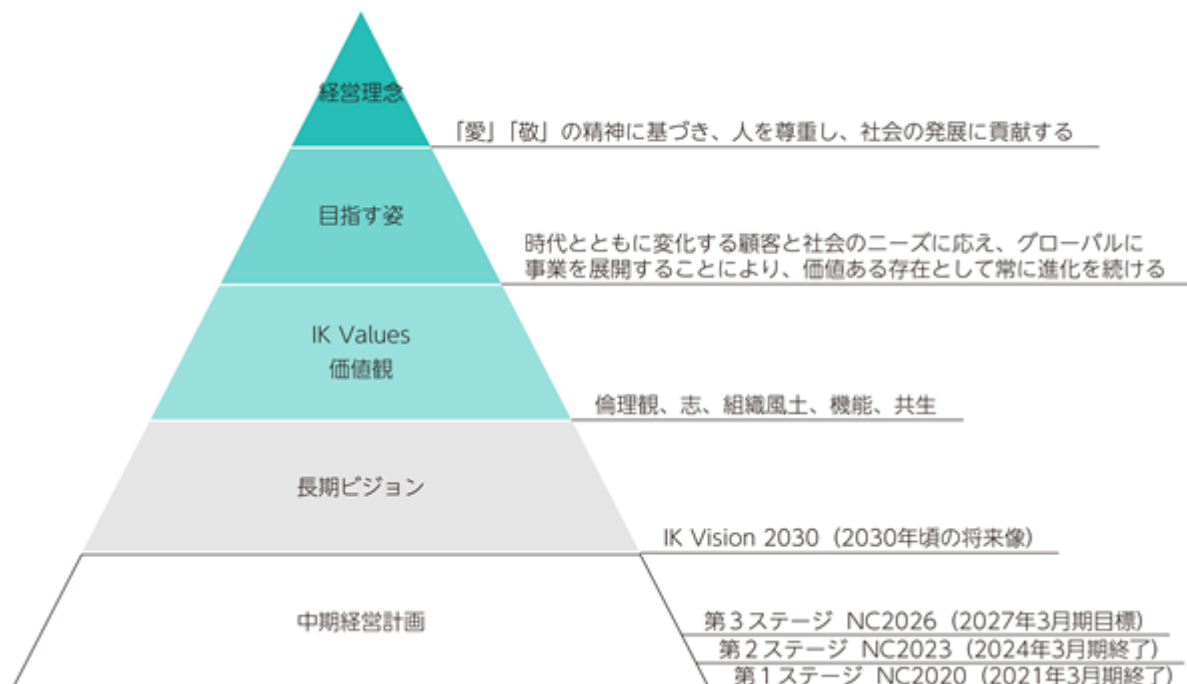 経営理念
「愛」「敬」の精神に基づき、人を尊重し、社会の発展に貢献する
目指す姿
時代とともに変化する顧客と社会のニーズに応え、グローバルに
事業を展開することにより、価値ある存在として常に進化を続ける
IK Values
価値観
倫理観、志、組織風土、機能、共生
長期ビジョン
IK Vision 2030（2030年頃の将来像）
中期経営計画
第3ステージ NC2026（2027年3月期目標）
第2ステージ NC2023（2024年3月期終了）
第1ステージ NC2020（2021年3月期終了）